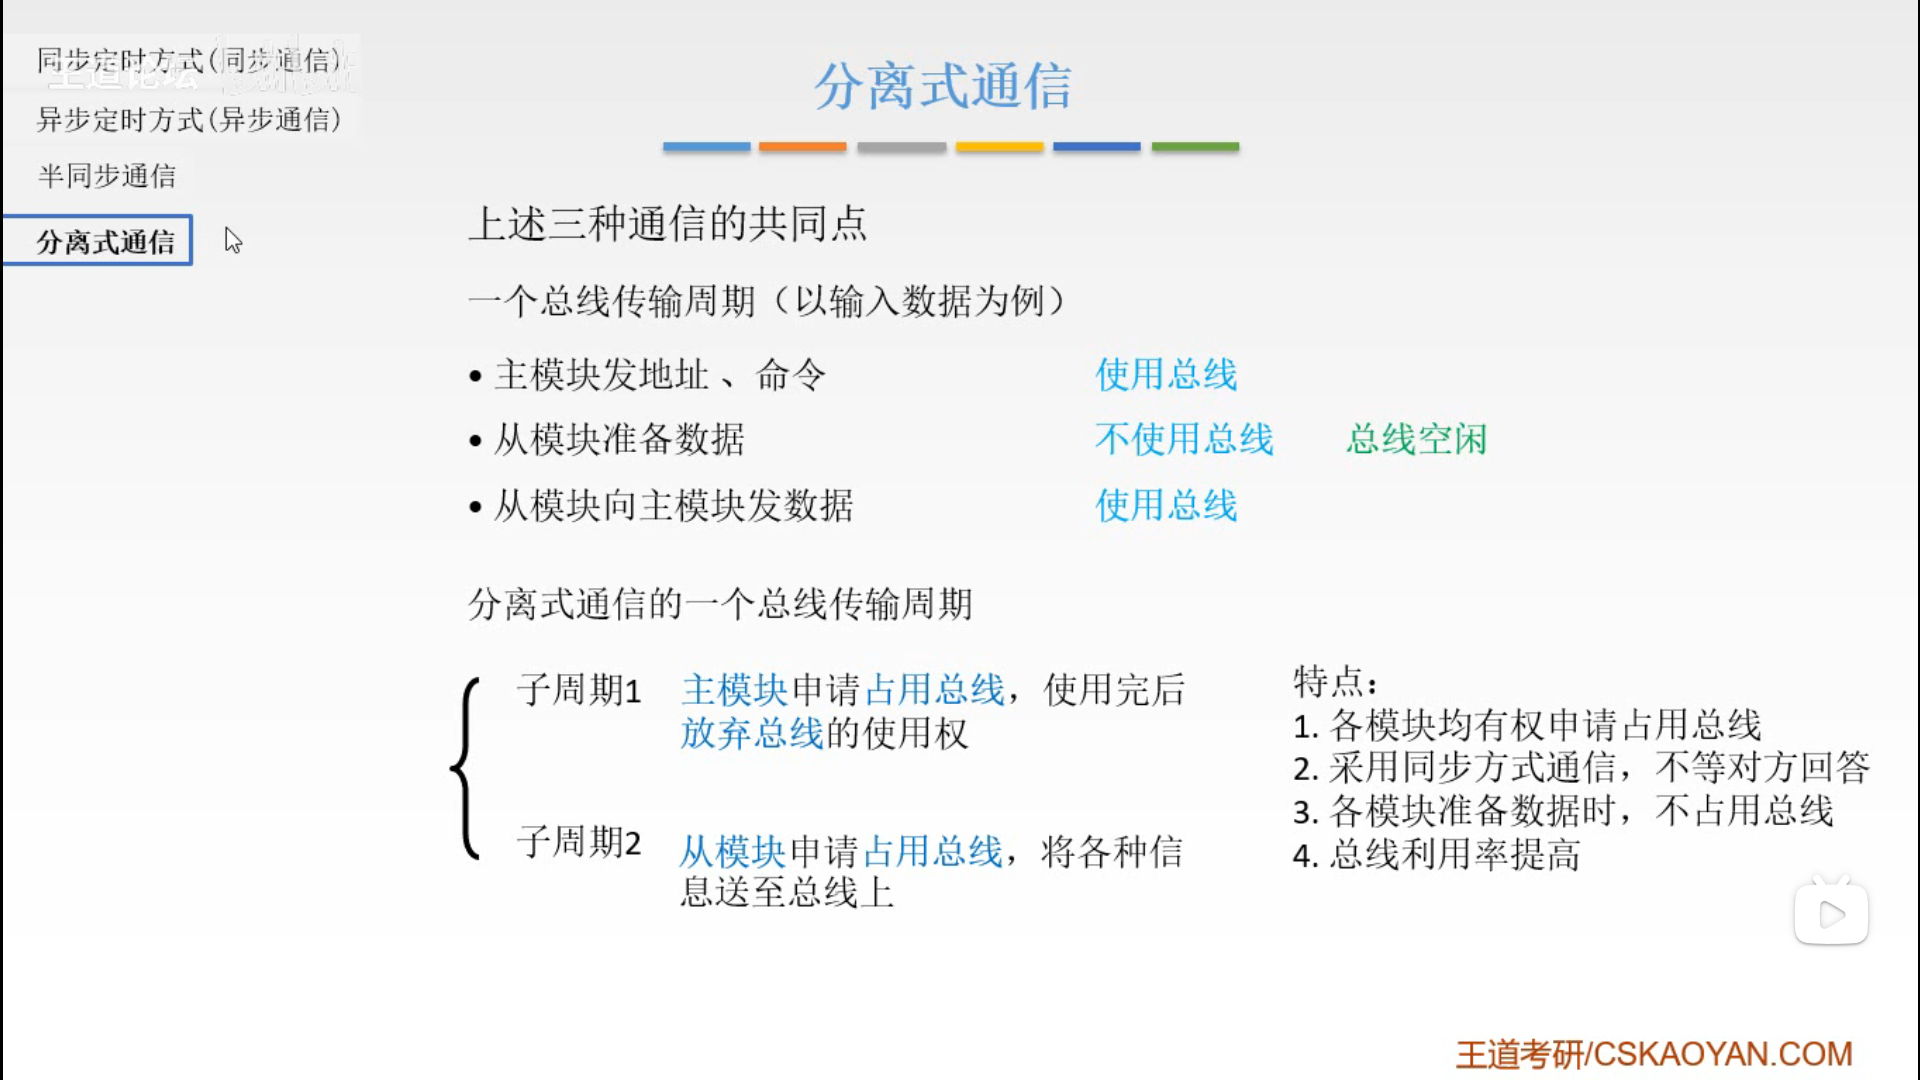 同步定时方式(同步通信)
王道论坛
异步定时方式(异步通信)
半同步通信
分离式通信
分离式通信
上述三种通信的共同点
一个总线传输周期（以输入数据为例）
• 主模块发地址 、命令 使用总线
• 从模块准备数据 不使用总线 总线空闲
• 从模块向主模块发数据 使用总线
分离式通信的一个总线传输周期
子周期1 主模块申请占用总线，使用完后
放弃总线的使用权
子周期2 从模块申请占用总线，将各种信
息送至总线上
特点：
1. 各模块均有权申请占用总线
2. 采用同步方式通信，不等对方回答
3. 各模块准备数据时，不占用总线
4. 总线利用率提高
王道考研/CSKAOYAN.COM